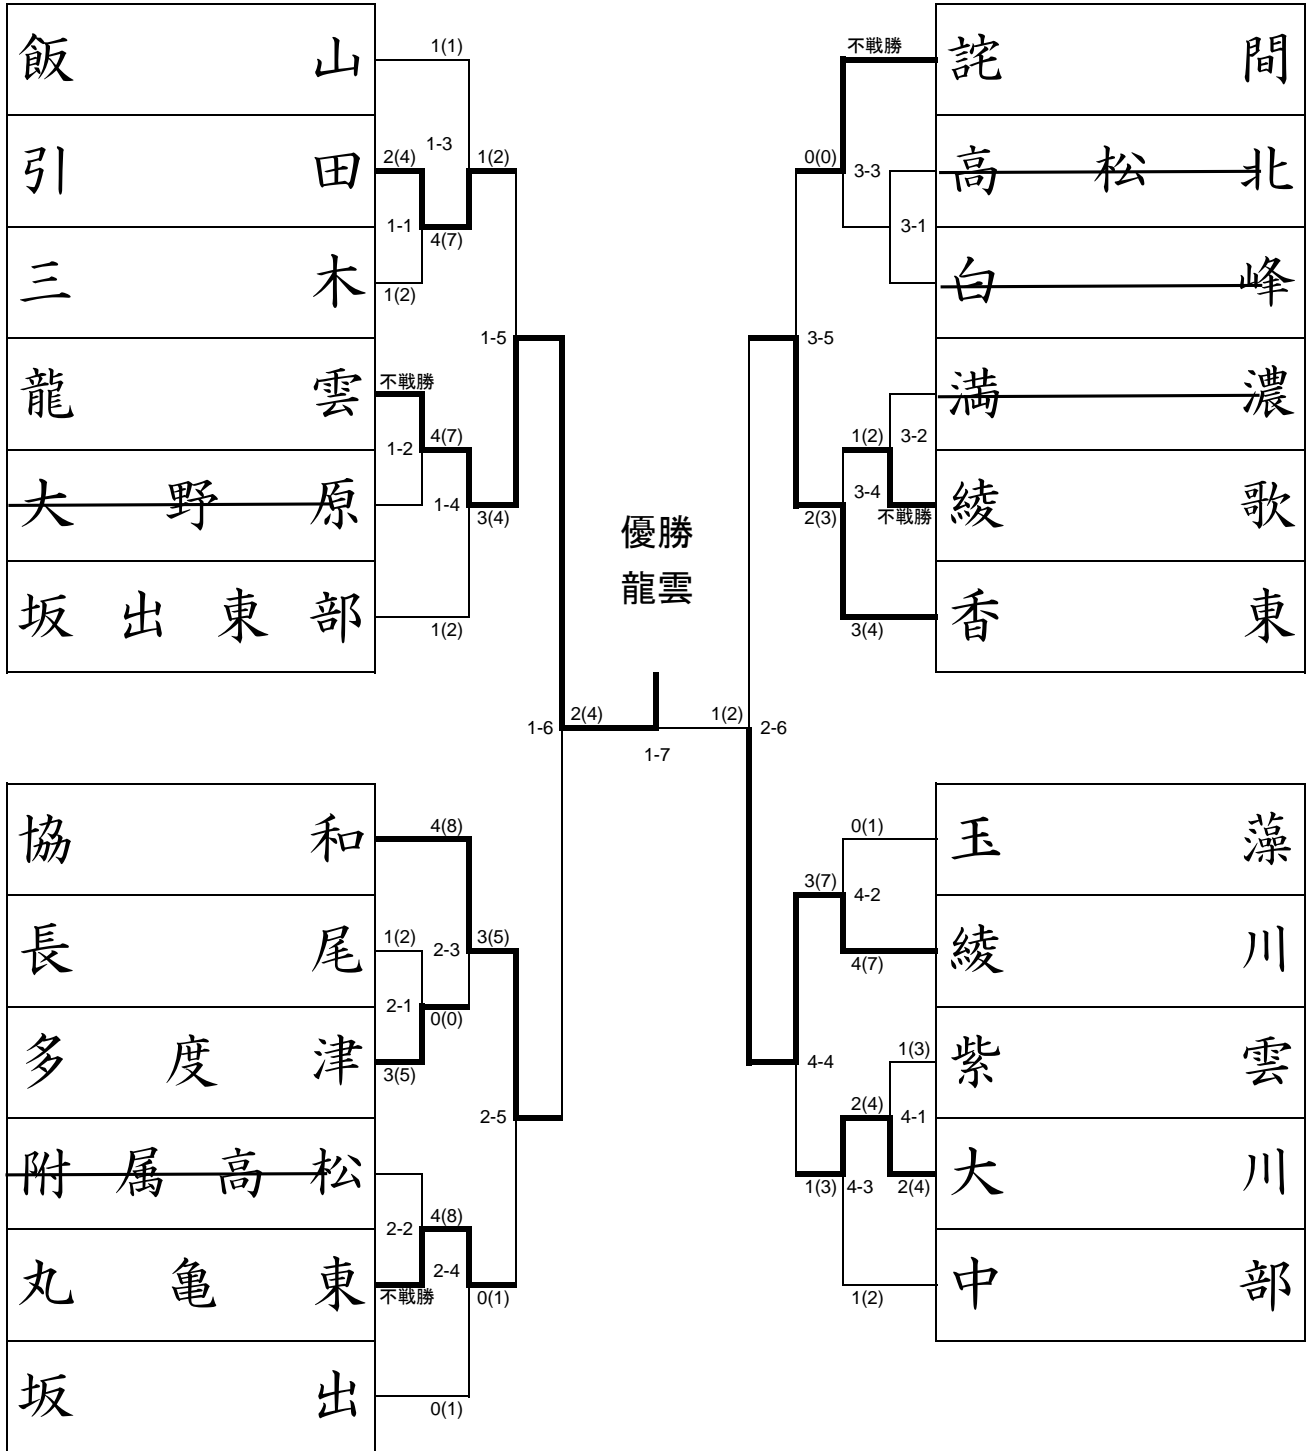 飯山
引田
三木
龍雲
大野原
坂出東部
1(1)
1-3
2(4)
1(2)
1-1
4(7)
1(2)
1-5
不戦勝
4(7)
1-2
1-4
3(4)
1(2)
詫間
高松北
白峰
満濃
綾歌
香東
不戦勝
0(0)
3-3
3-1
3-5
1(2)
3-2
3-4
2(3)
不戦勝
3(4)
優勝
龍雲
1-6
2(4)
1(2)
2-6
1-7
協和
長尾
多度津
附属高松
丸亀東
坂出
4(8)
1(2)
2-3
3(5)
2-1
0(0)
3(5)
2-5
2-2
4(8)
2-4
不戦勝
0(1)
0(1)
玉藻
綾川
紫雲
大川
中部
0(1)
3(7)
4-2
4(7)
1(3)
4-4
2(4)
4-1
1(3)
4-3
2(4)
1(2)